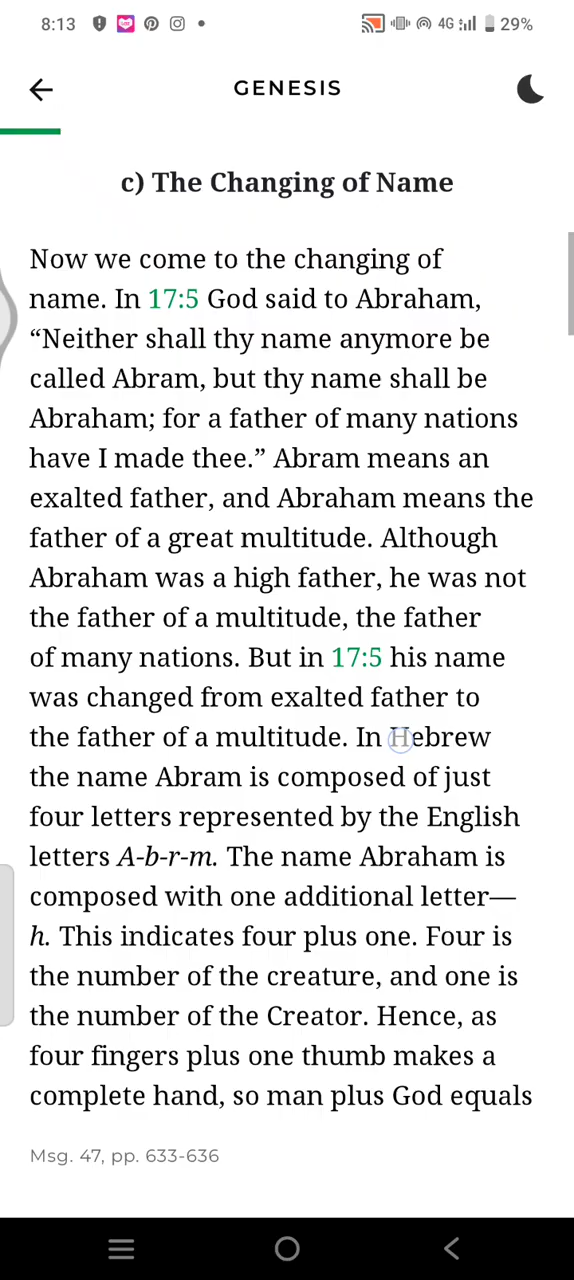 8:13
4G 29%
GENESIS
c) The Changing of Name
Now we come to the changing of
name. In 17:5 God said to Abraham,
“Neither shall thy name anymore be
called Abram, but thy name shall be
Abraham; for a father of many nations
have I made thee.” Abram means an
exalted father, and Abraham means the
father of a great multitude. Although
Abraham was a high father, he was not
the father of a multitude, the father
of many nations. But in 17:5 his name
was changed from exalted father to
the father of a multitude. In Hebrew
the name Abram is composed of just
four letters represented by the English
letters A-b-r-m. The name Abraham is
composed with one additional letter—
h. This indicates four plus one. Four is
the number of the creature, and one is
the number of the Creator. Hence, as
four fingers plus one thumb makes a
complete hand, so man plus God equals
Msg. 47, pp. 633-636